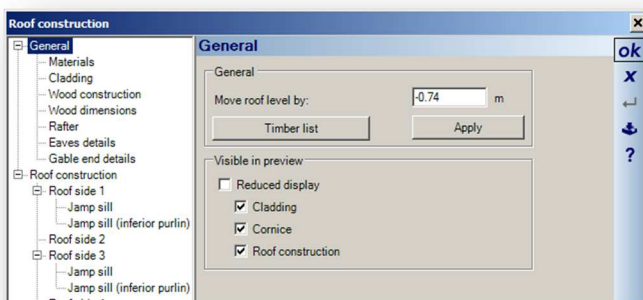 Roof construction
General
Materials
Cladding
Wood construction
Wood dimensions
Rafter
Eaves details
Gable end details
Roof construction
Roof side 1
Jamp sill
Jamp sill (inferior purlin)
Roof side 2
Roof side 3
Jamp sill
Jamp sill (inferior purlin)
General
General
Move roof level by: -0.74 m
Timber list Apply
Visible in preview
Reduced display
Cladding
Cornice
Roof construction
ok
x
?